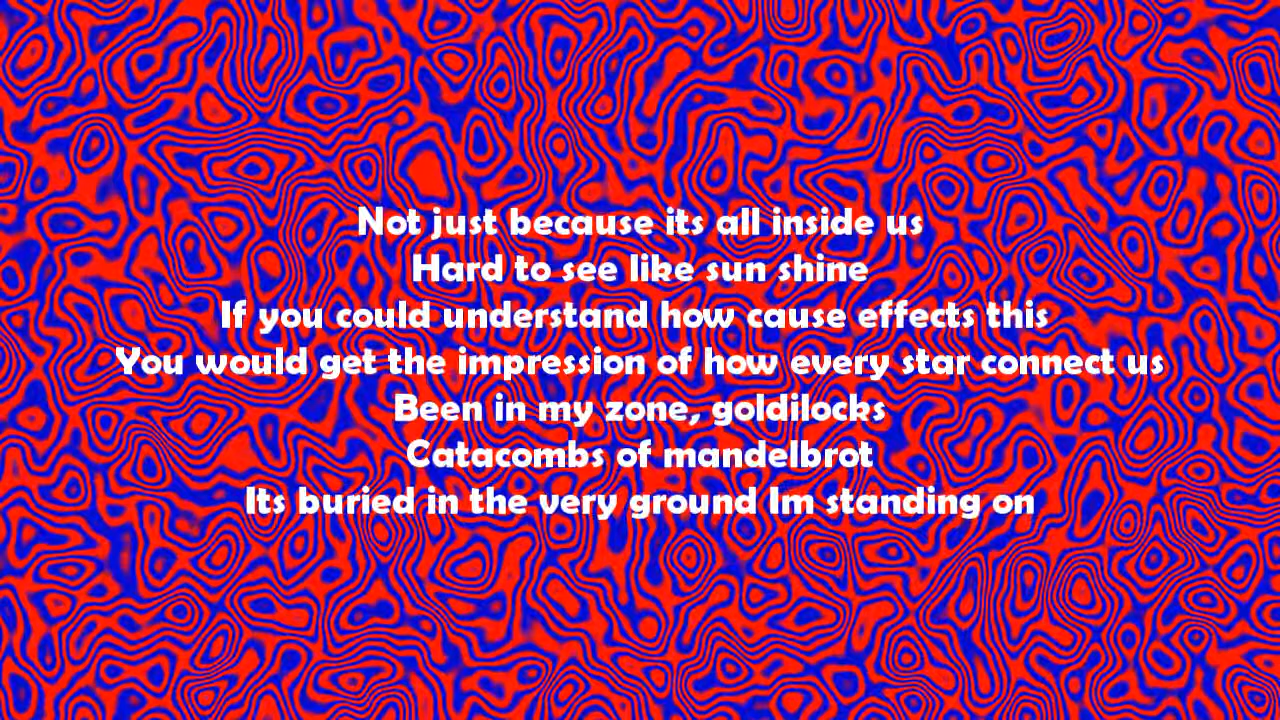 Not just because its all inside us
Hard to see like sun shine
If you could understand how cause effects this
You would get the impression of how every star connect us
Been in my zone, goldilocks
Catacombs of mandelbrot
Its buried in the very ground Im standing on